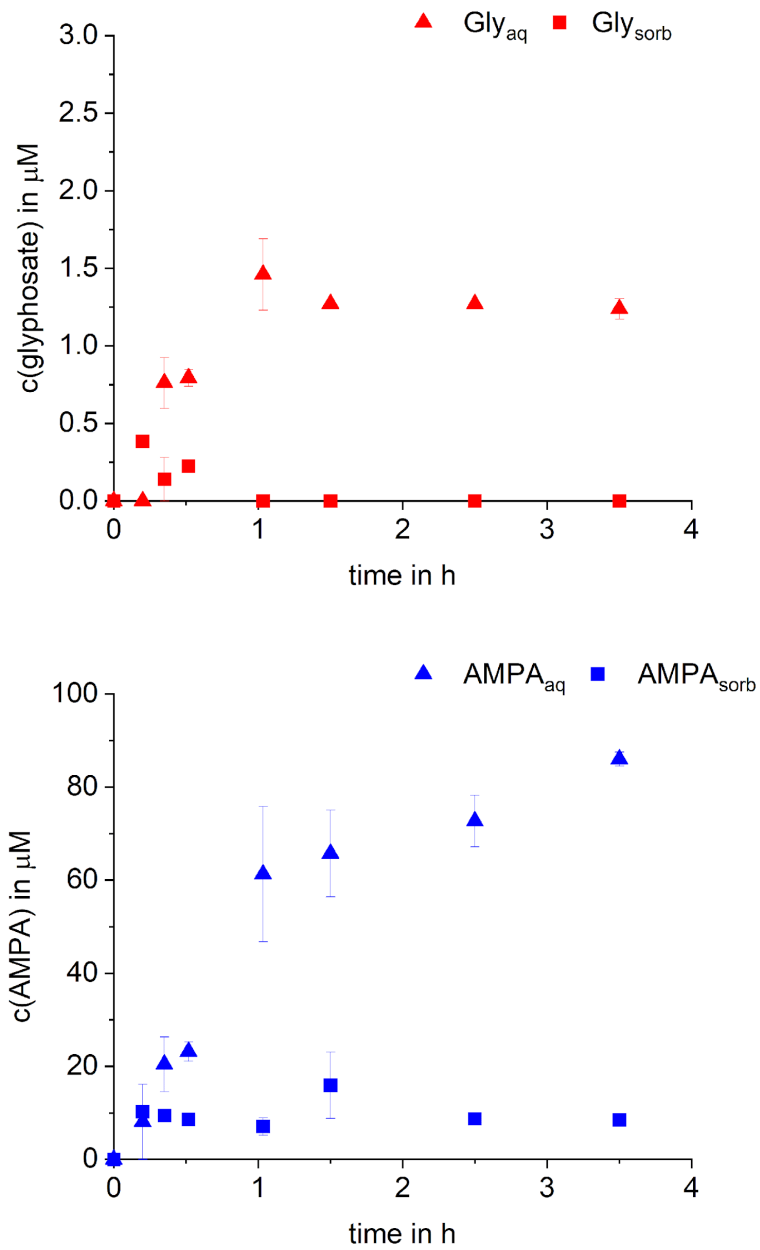 Gly_aq Gly_sorb
3.0
2.5
2.0
1.5
1.0
0.5
0.0
c(glyphosate) in μM
0 1 2 3 4
time in h
AMPA_aq AMPA_sorb
100
80
60
40
20
0
c(AMPA) in μM
0 1 2 3 4
time in h